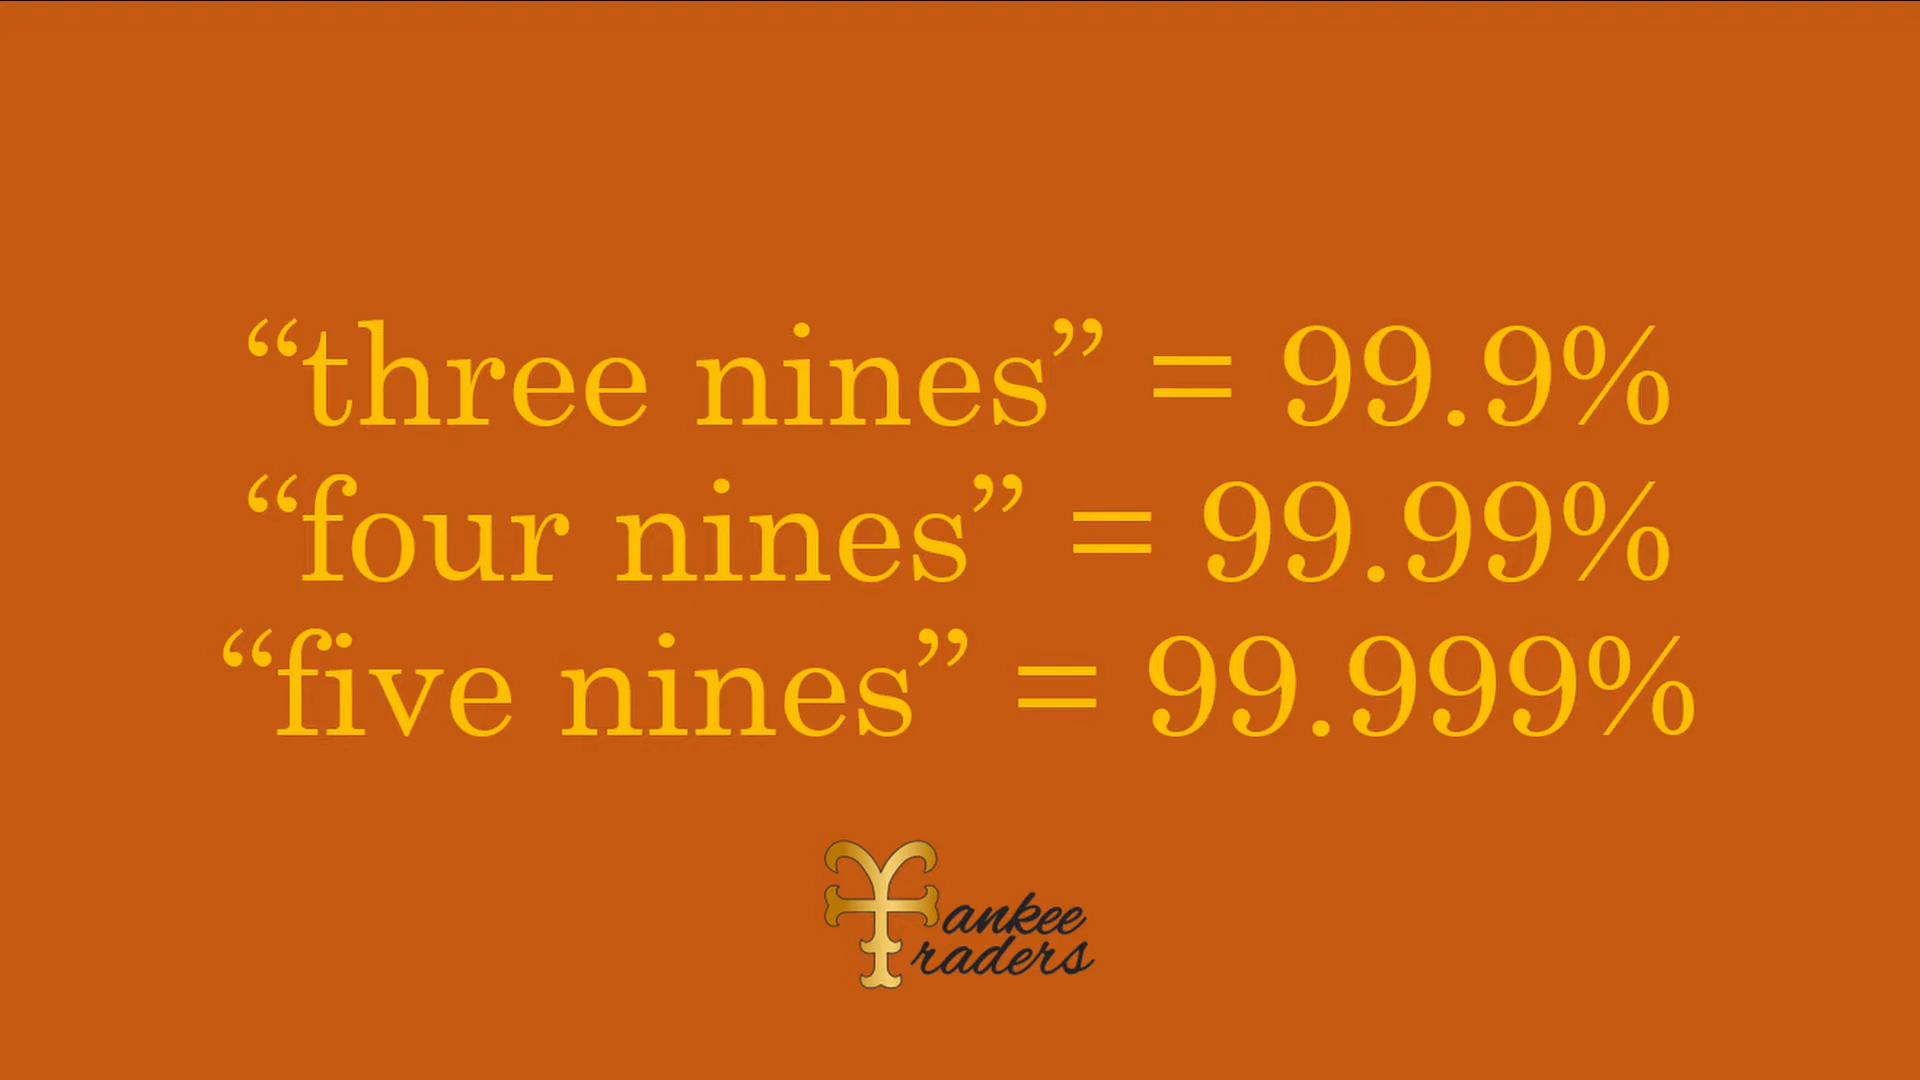 “three nines” = 99.9%
“four nines” = 99.99%
“five nines” = 99.999%
Yankee
Traders